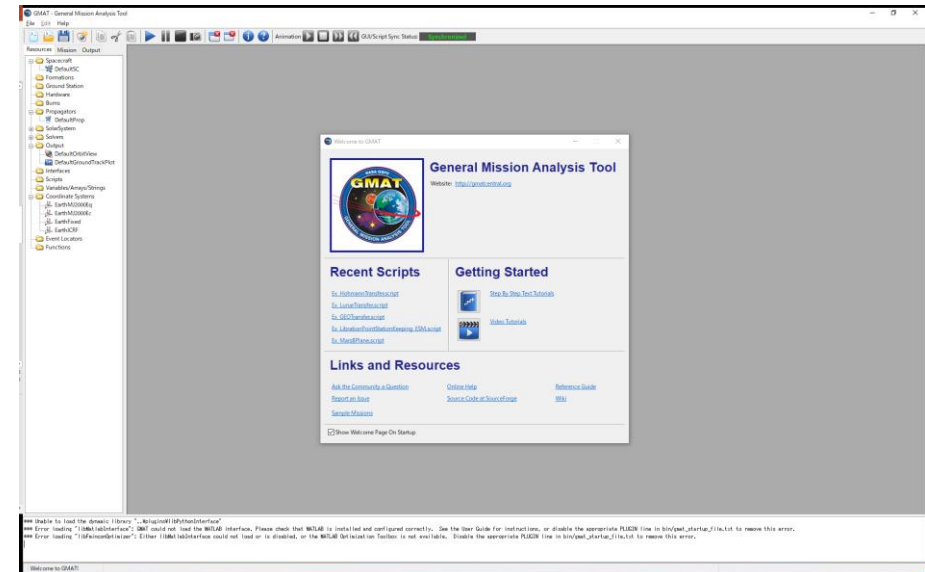 GMAT - General Mission Analysis Tool
File Edit Help
Animation
GUI/Script Sync Status: Synchronized
Resources Mission Output
Spacecraft
DefaultSC
Formations
Ground Station
Hardware
Burns
Propagators
DefaultProp
SolarSystem
Solvers
Output
DefaultOrbitView
DefaultGroundTrackPlot
Interfaces
Scripts
Variables/Arrays/Strings
Coordinate Systems
EarthMJ2000Eq
EarthMJ2000Ec
EarthFixed
EarthICRF
Event Locators
Functions
Welcome to GMAT
GMAT
GENERAL MISSION ANALYSIS TOOL
General Mission Analysis Tool
Website: http://gmatcentral.org
Recent Scripts
Ex_HohmannTransfer.script
Ex_LunarTransfer.script
Ex_GEOTransfer.script
Ex_LibrationPointStationKeeping_ESM.script
Ex_MarsBPlane.script
Getting Started
Step By Step Text Tutorials
Video Tutorials
Links and Resources
Ask the Community a Question Online Help Reference Guide
Report an Issue Source Code at SourceForge Wiki
Sample Missions
Show Welcome Page On Startup
*** Unable to load the dynamic library "..\plugins\libPythonInterface"
*** Error loading "libMatlabInterface": GMAT could not load the MATLAB interface, Please check that MATLAB is installed and configured correctly. See the User Guide for instructions, or disable the appropriate PLUGIN line in bin/gmat_startup_file.txt to remove this error.
*** Error loading "libFminconOptimizer": Either libMatlabInterface could not load or is disabled, or the MATLAB Optimization Toolbox is not available. Disable the appropriate PLUGIN line in bin/gmat_startup_file.txt to remove this error.
Welcome to GMAT!